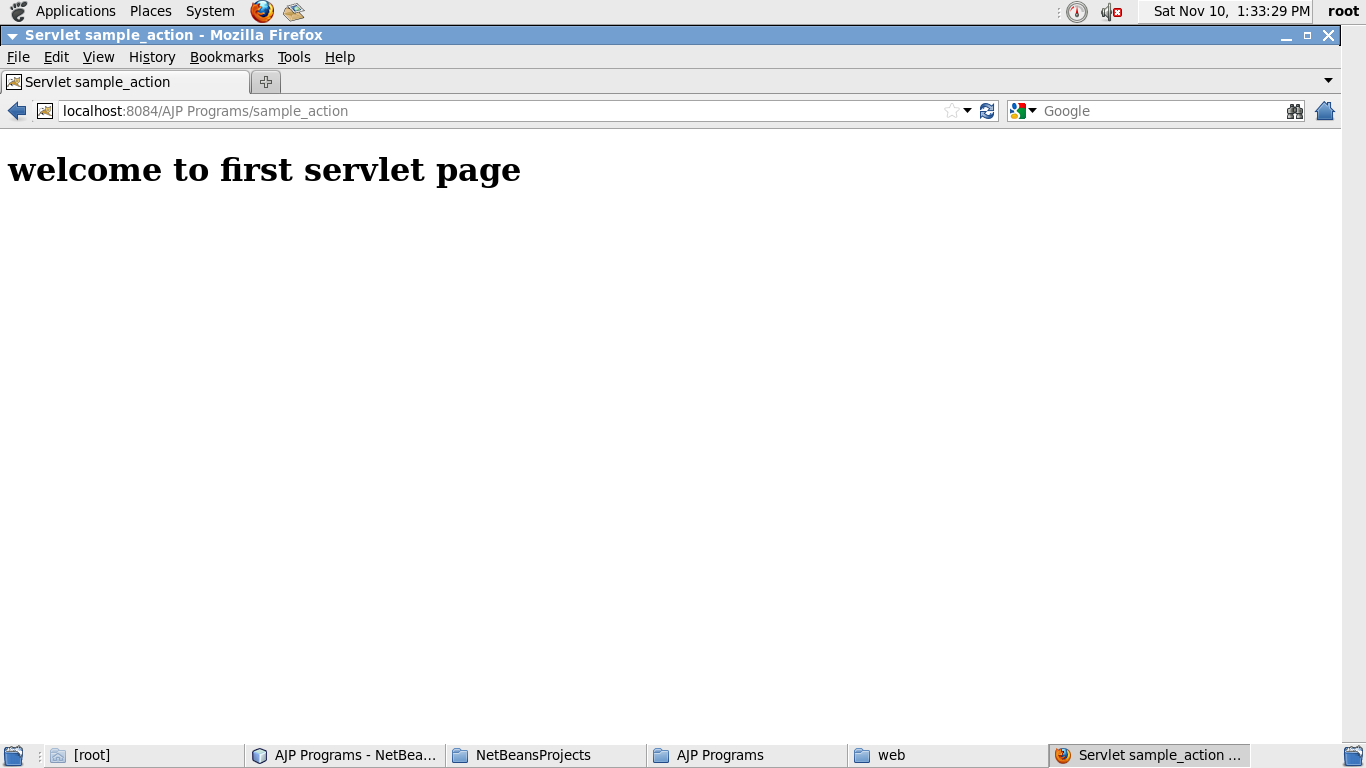 Applications Places System Sat Nov 10, 1:33:29 PM root
Servlet sample_action - Mozilla Firefox
File Edit View History Bookmarks Tools Help
Servlet sample_action
localhost:8084/AJP Programs/sample_action Google
welcome to first servlet page
[root] AJP Programs - NetBea... NetBeansProjects AJP Programs web Servlet sample_action ...